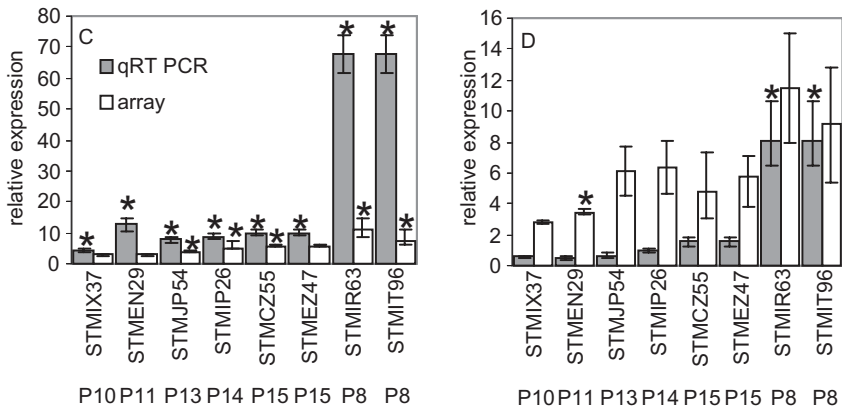 C
qRT PCR
array
relative expression
80
70
60
50
40
30
20
10
0
* * * * * * * * * * * *
STMIX37 STMEN29 STMJP54 STMIP26 STMCZ55 STMEZ47 STMIR63 STMIT96
P10 P11 P13 P14 P15 P15 P8 P8
D
relative expression
16
14
12
10
8
6
4
2
0
* * *
STMIX37 STMEN29 STMJP54 STMIP26 STMCZ55 STMEZ47 STMIR63 STMIT96
P10 P11 P13 P14 P15 P15 P8 P8